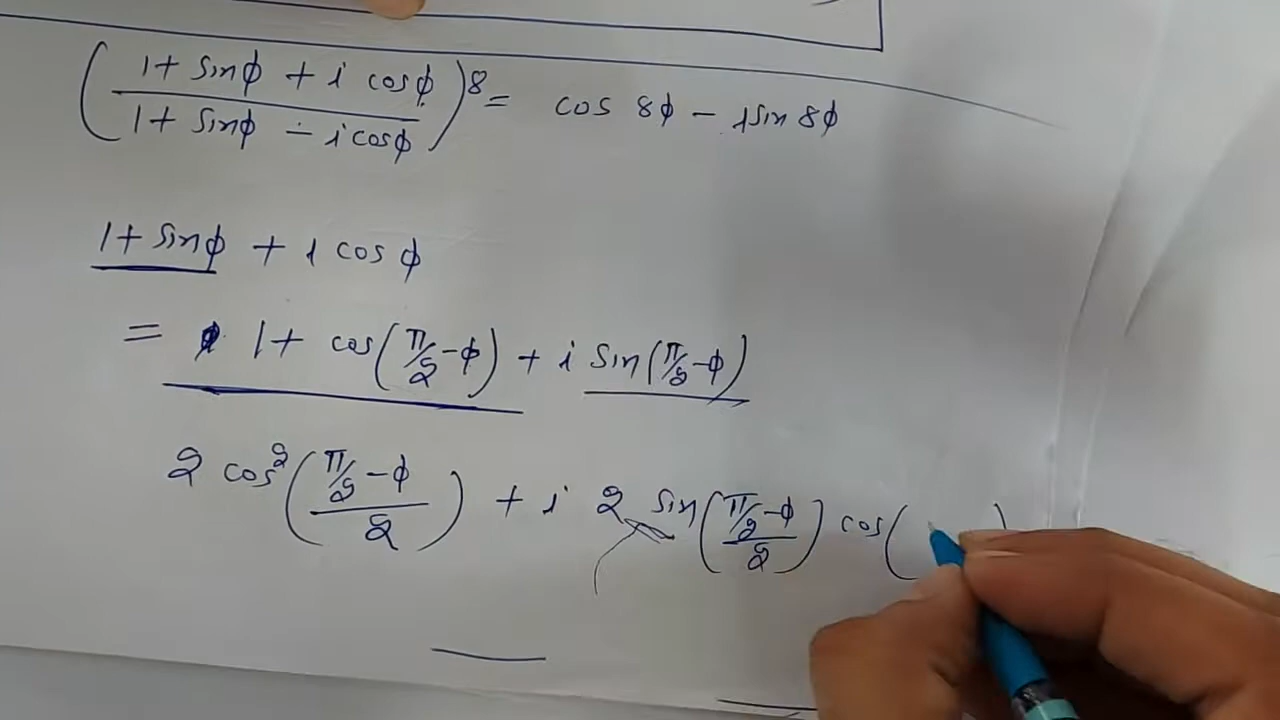 (1+ sinϕ + i cosϕ / 1+ sinϕ - i cosϕ)^8 = cos 8ϕ - i sin 8ϕ
1+ sinϕ + i cos ϕ
= 1+ cos(π/2 -ϕ) + i sin(π/2 -ϕ)
2 cos²((π/2 -ϕ)/2) + i 2 sin((π/2 -ϕ)/2) cos( )